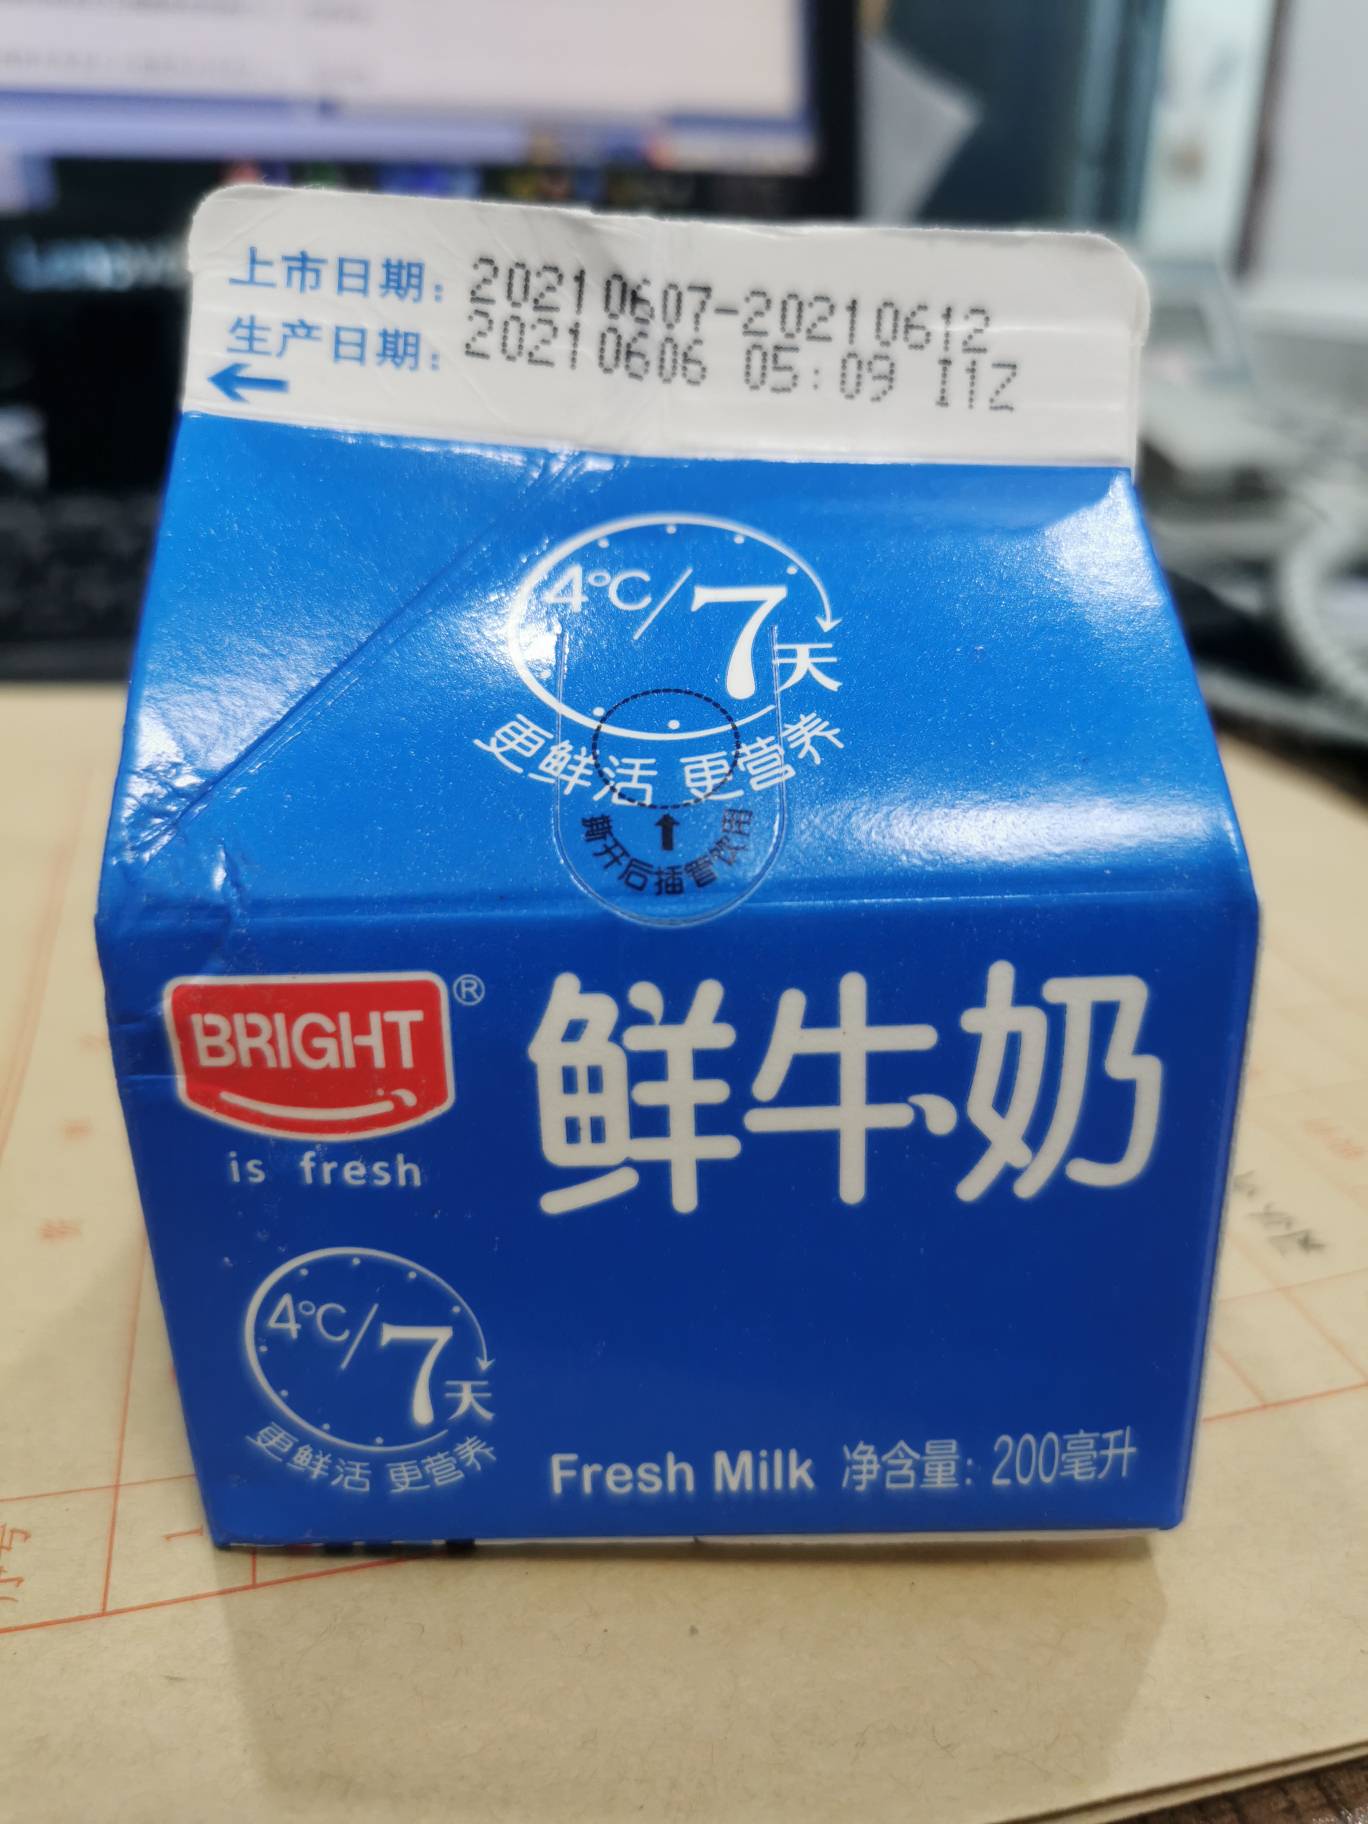 上市日期：20210607-20210612
生产日期：20210606 05:09 I1Z
4℃/7天
更鲜活 更营养
撕开后插管饮用
BRIGHT®
is fresh
鲜牛奶
4℃/7天
更鲜活 更营养
Fresh Milk 净含量：200毫升